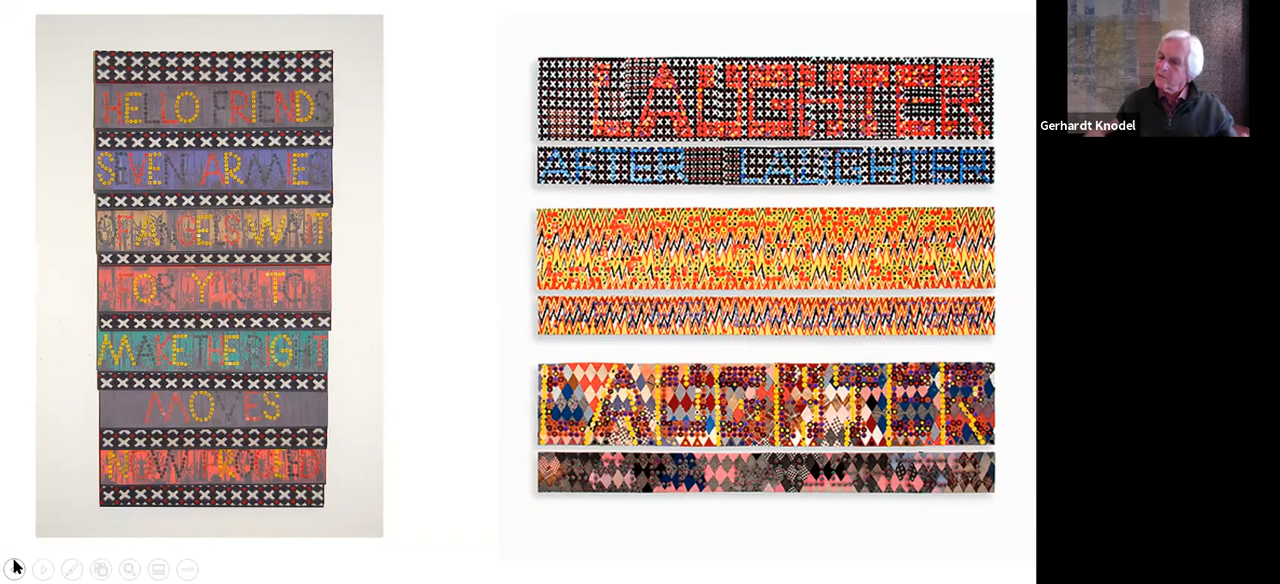 HELLO FRIENDS
SEVEN ARMIES
OF ANGELS WAIT
FOR YOU TO
MAKE THE RIGHT
MOVES
LAUGHTER
AFTER LAUGHTER
LAUGHTER
Gerhardt Knodel